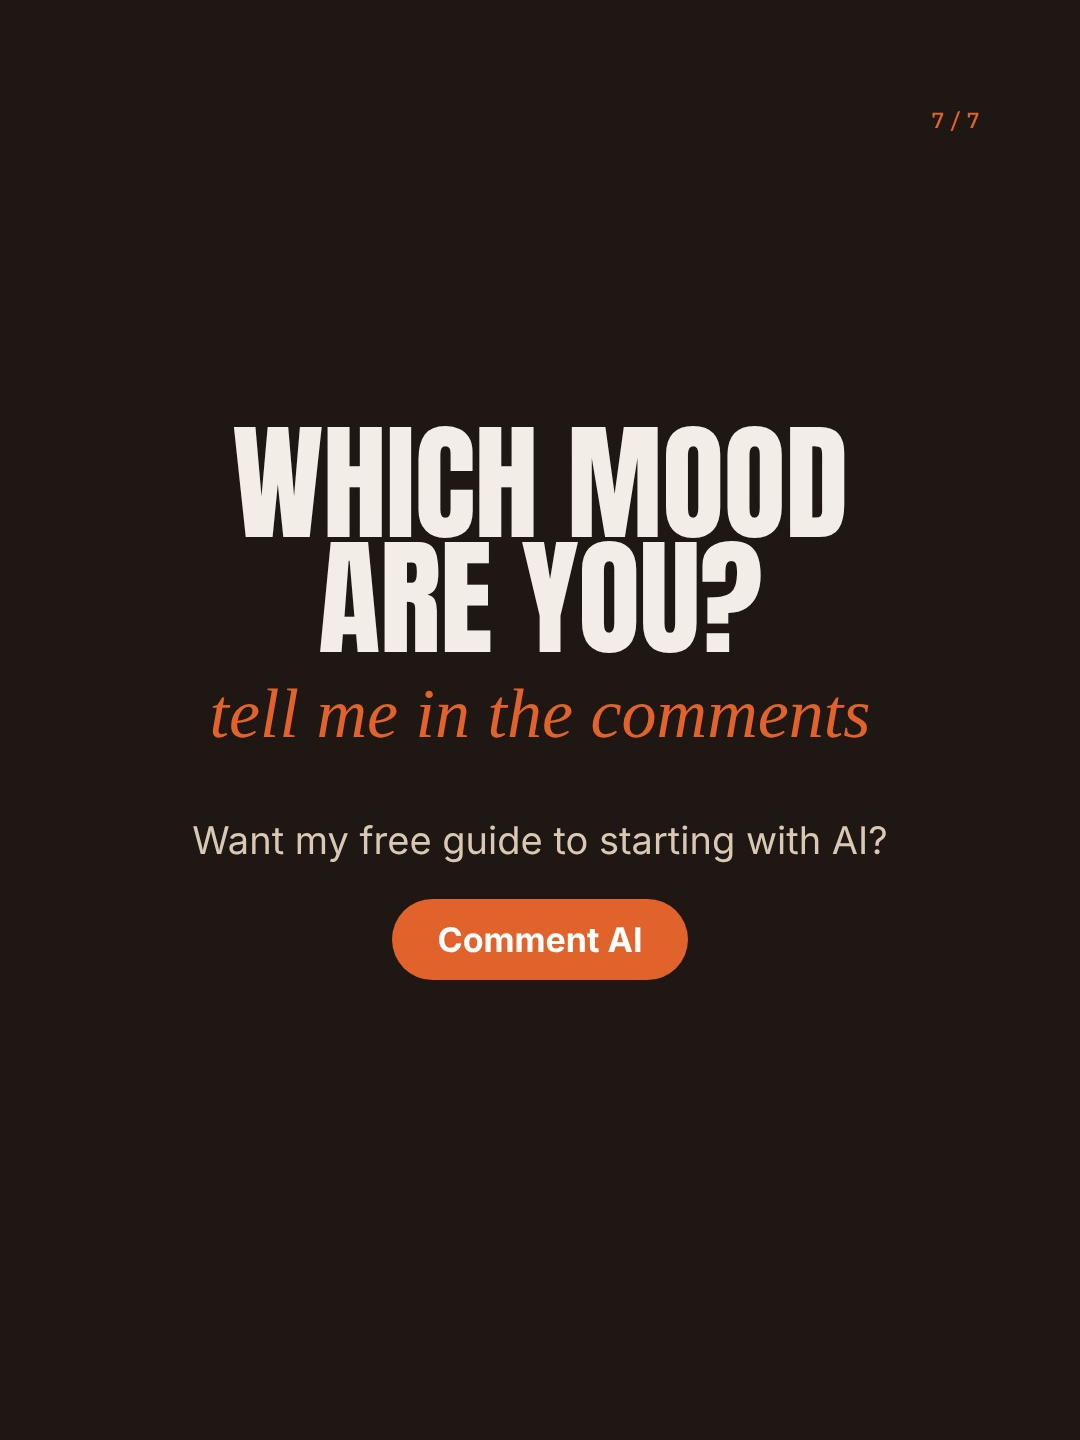 7 / 7
WHICH MOOD
ARE YOU?
tell me in the comments
Want my free guide to starting with AI?
Comment AI